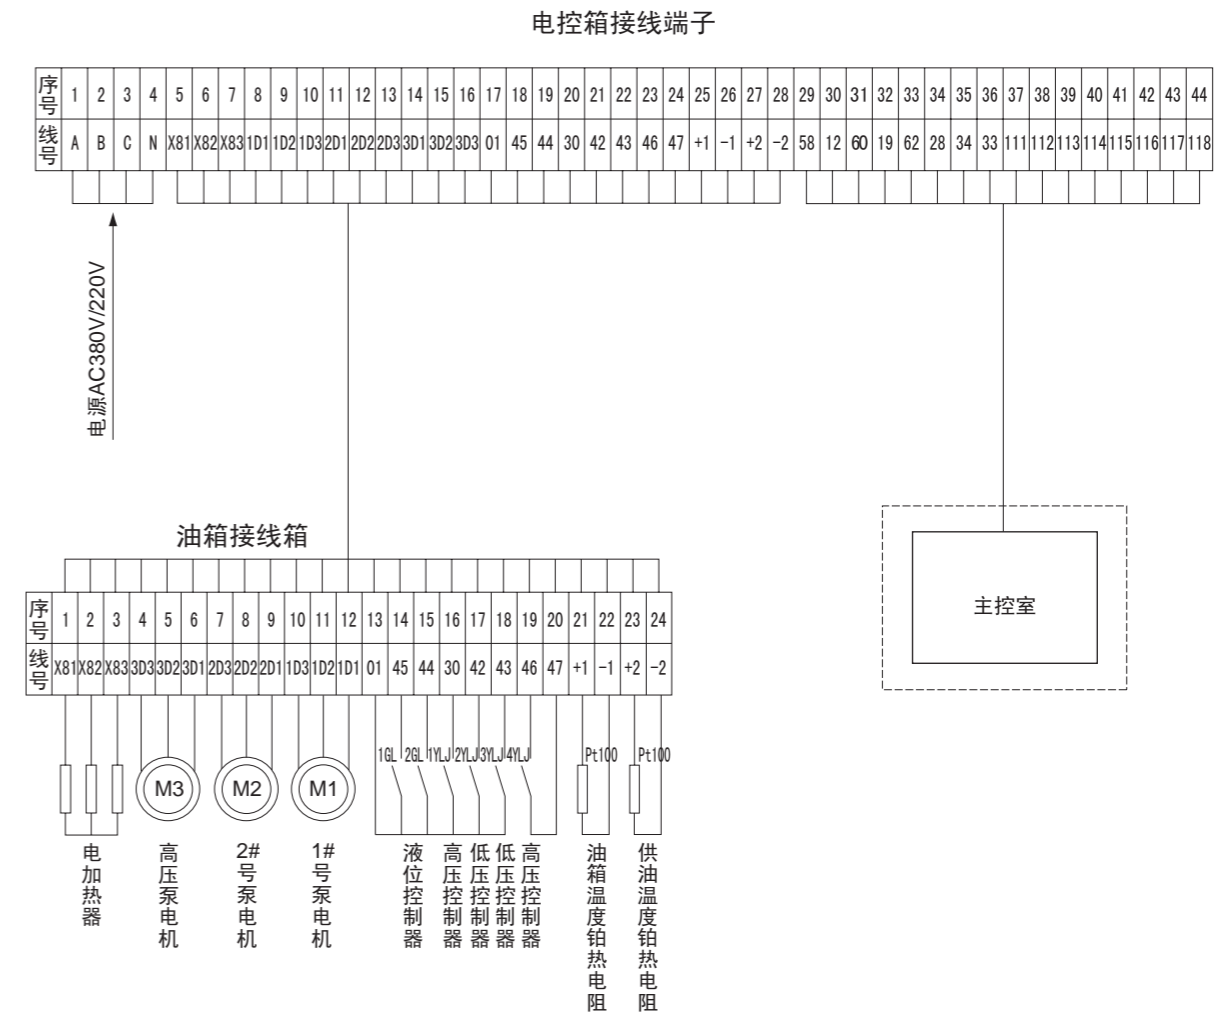 电控箱接线端子
序号 1 2 3 4 5 6 7 8 9 10 11 12 13 14 15 16 17 18 19 20 21 22 23 24 25 26 27 28 29 30 31 32 33 34 35 36 37 38 39 40 41 42 43 44
线号 A B C N X81 X82 X83 1D1 1D2 1D3 2D1 2D2 2D3 3D1 3D2 3D3 01 45 44 30 42 43 46 47 +1 -1 +2 -2 58 12 60 19 62 28 34 33 111 112 113 114 115 116 117 118
电源AC380V/220V
油箱接线箱
序号 1 2 3 4 5 6 7 8 9 10 11 12 13 14 15 16 17 18 19 20 21 22 23 24
线号 X81 X82 X83 3D3 3D2 3D1 2D3 2D2 2D1 1D3 1D2 1D1 01 45 44 30 42 43 46 47 +1 -1 +2 -2
主控室
1GL 2GL 1YLJ 2YLJ 3YLJ 4YLJ Pt100 Pt100
M3 M2 M1
电加热器
高压泵电机
2#号泵电机
1#号泵电机
液位控制器
高压控制器
低压控制器
低压控制器
高压控制器
油箱温度铂热电阻
供油温度铂热电阻